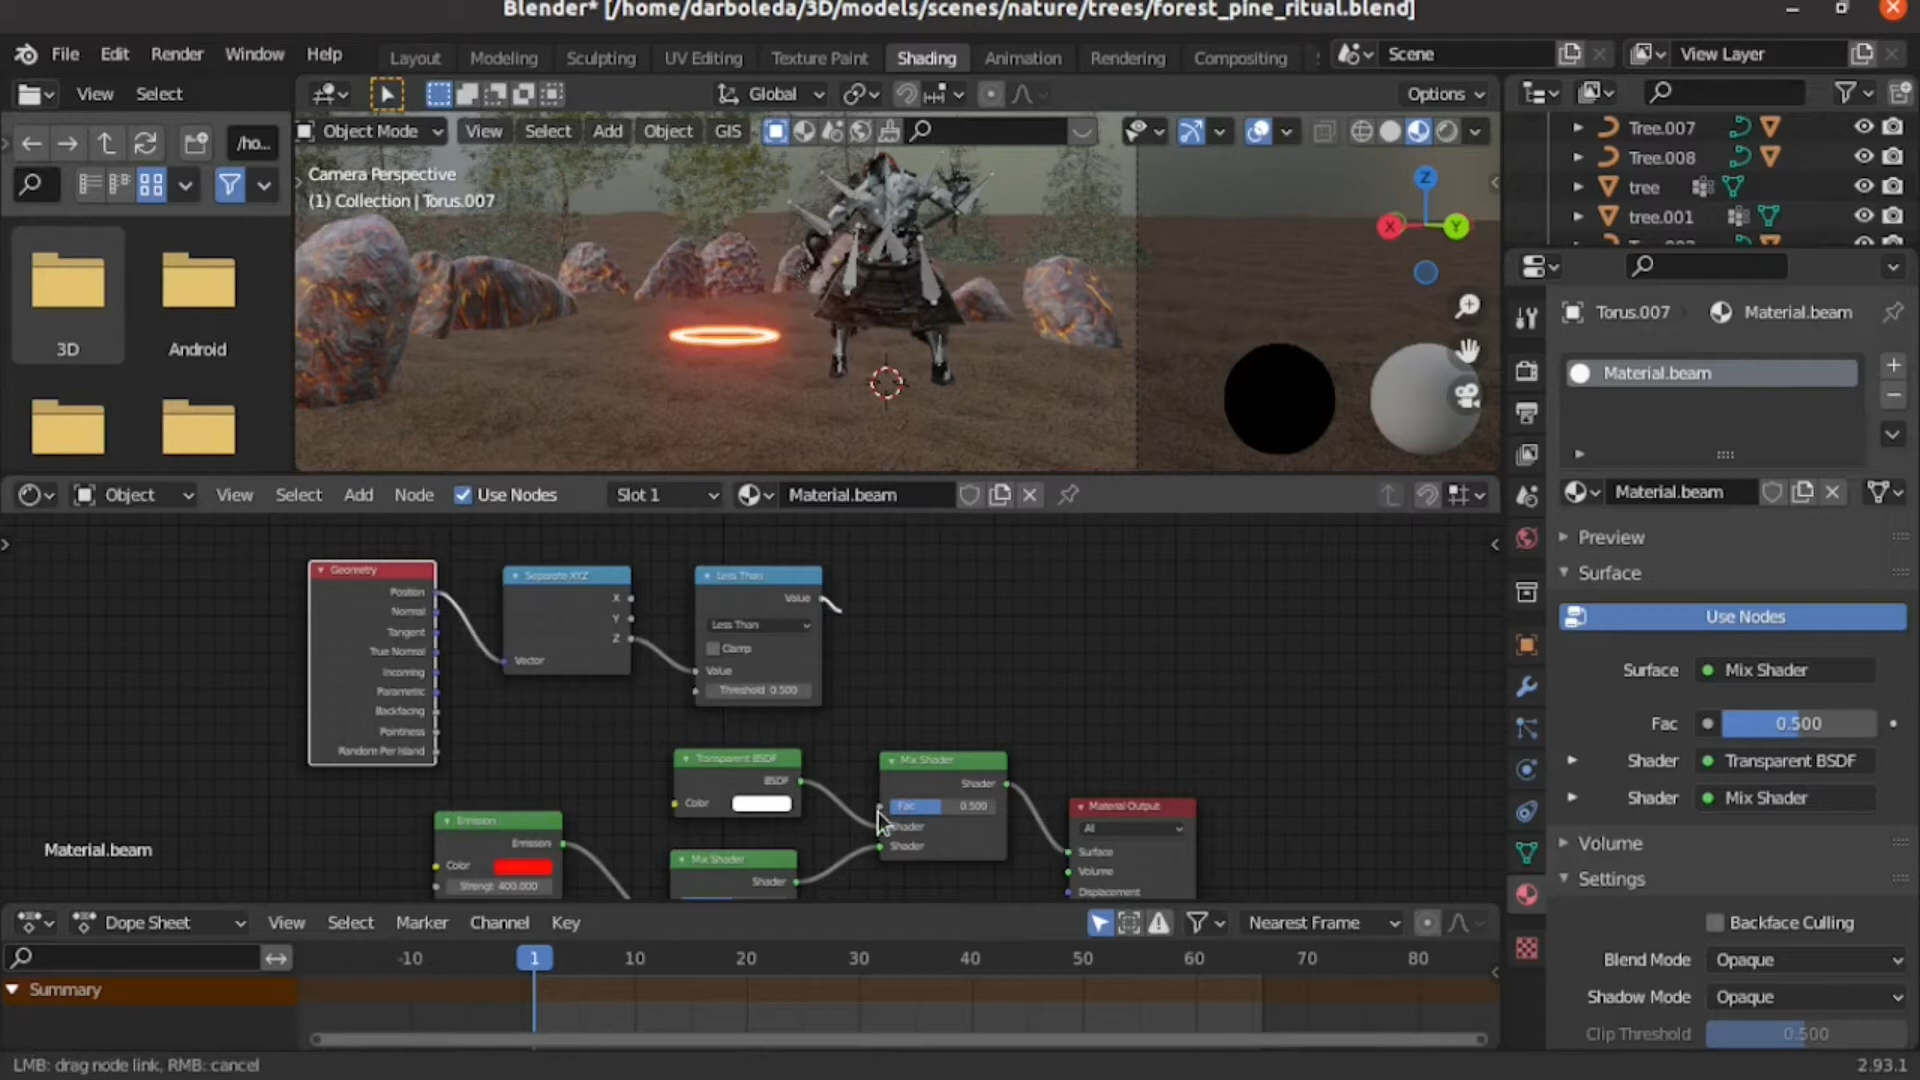 Blender* [/home/darboleda/3D/models/scenes/nature/trees/forest_pine_ritual.blend]
File Edit Render Window Help Layout Modeling Sculpting UV Editing Texture Paint Shading Animation Rendering Compositing Scene View Layer
View Select Global Options
/ho... Object Mode View Select Add Object GIS
Camera Perspective
(1) Collection | Torus.007
Z
X
Y
3D Android
Tree.007
Tree.008
tree
tree.001
Torus.007 Material.beam
Material.beam
Object View Select Add Node Use Nodes Slot 1 Material.beam
Material.beam
Preview
Surface
Use Nodes
Surface Mix Shader
Fac 0.500
Shader Transparent BSDF
Shader Mix Shader
Volume
Settings
Backface Culling
Blend Mode Opaque
Shadow Mode Opaque
Clip Threshold 0.500
Geometry
Position
Normal
Tangent
True Normal
Incoming
Parametric
Backfacing
Pointiness
Random Per Island
Separate XYZ
X
Y
Z
Vector
Less Than
Value
Less Than
Clamp
Value
Threshold 0.500
Transparent BSDF
BSDF
Color
Mix Shader
Shader
Fac 0.500
Shader
Shader
Material Output
All
Surface
Volume
Displacement
Emission
Emission
Color
Strengt 400.000
Mix Shader
Shader
Material.beam
Dope Sheet View Select Marker Channel Key Nearest Frame
-10 1 10 20 30 40 50 60 70 80
Summary
LMB: drag node link, RMB: cancel 2.93.1